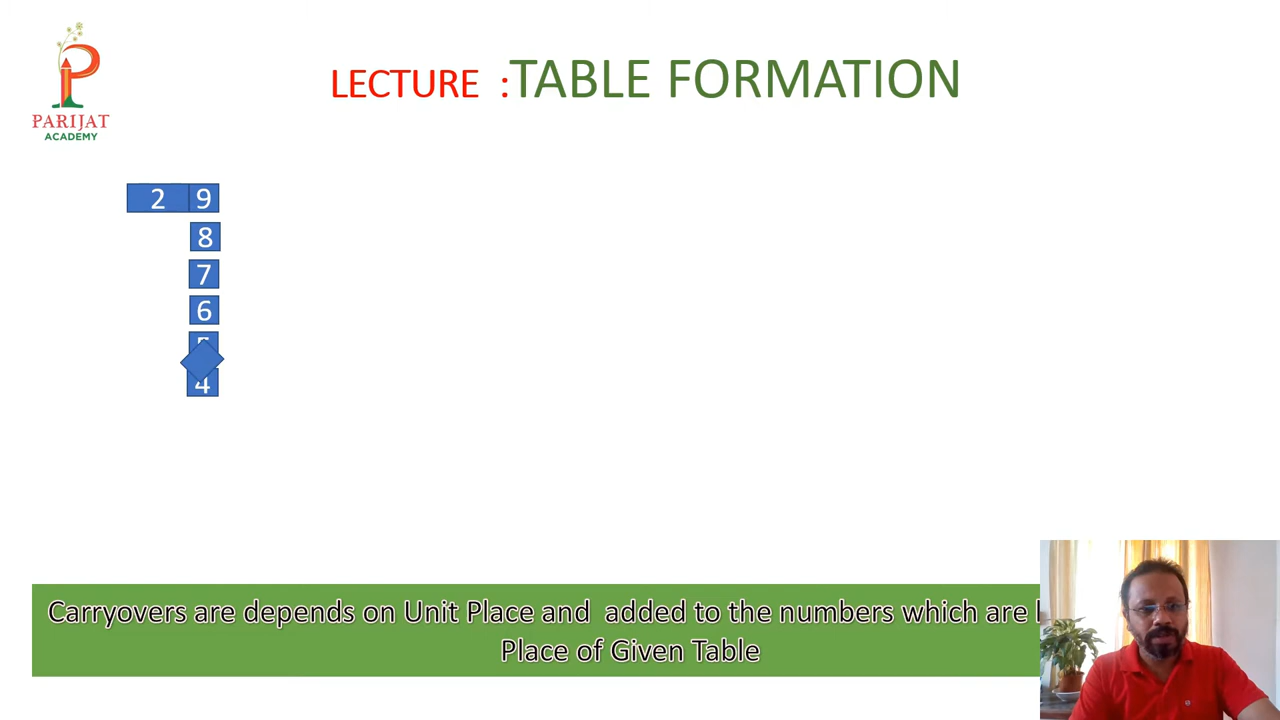 PARIJAT
ACADEMY
LECTURE :TABLE FORMATION
2 9
8
7
6
4
Carryovers are depends on Unit Place and added to the numbers which are
Place of Given Table